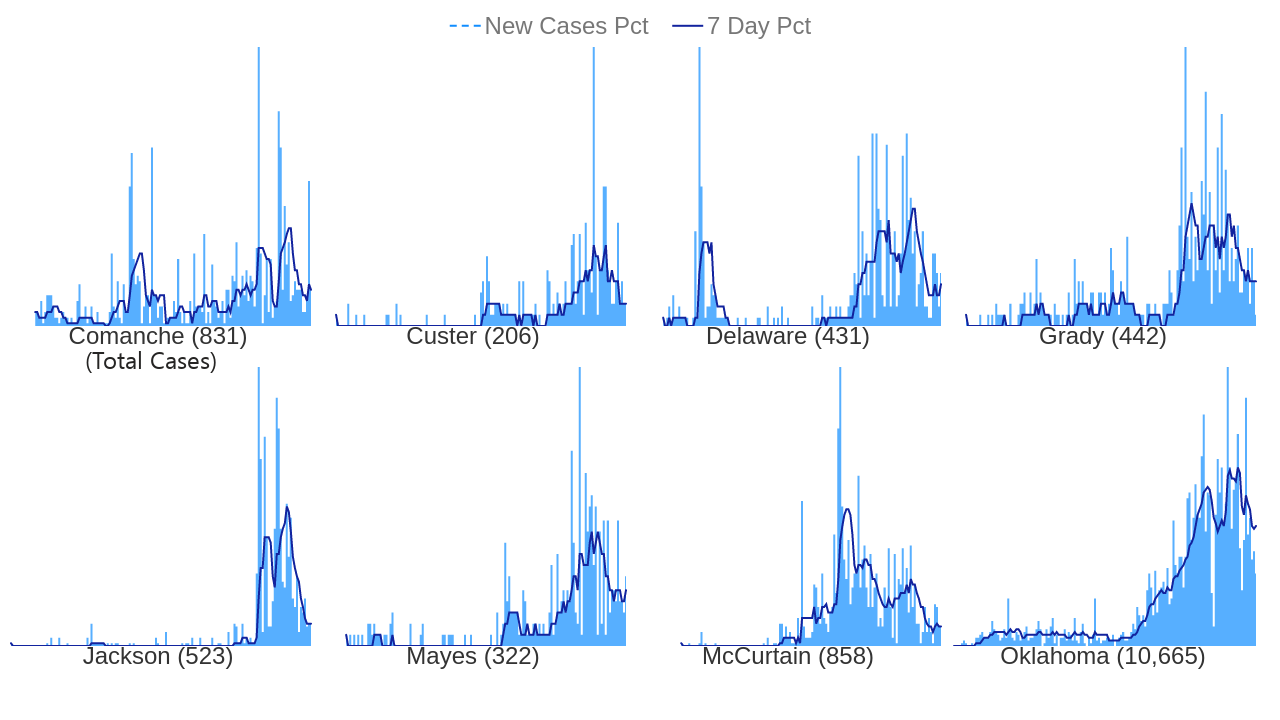 New Cases Pct 7 Day Pct
Comanche (831) Custer (206) Delaware (431) Grady (442)
(Total Cases)
Jackson (523) Mayes (322) McCurtain (858) Oklahoma (10,665)